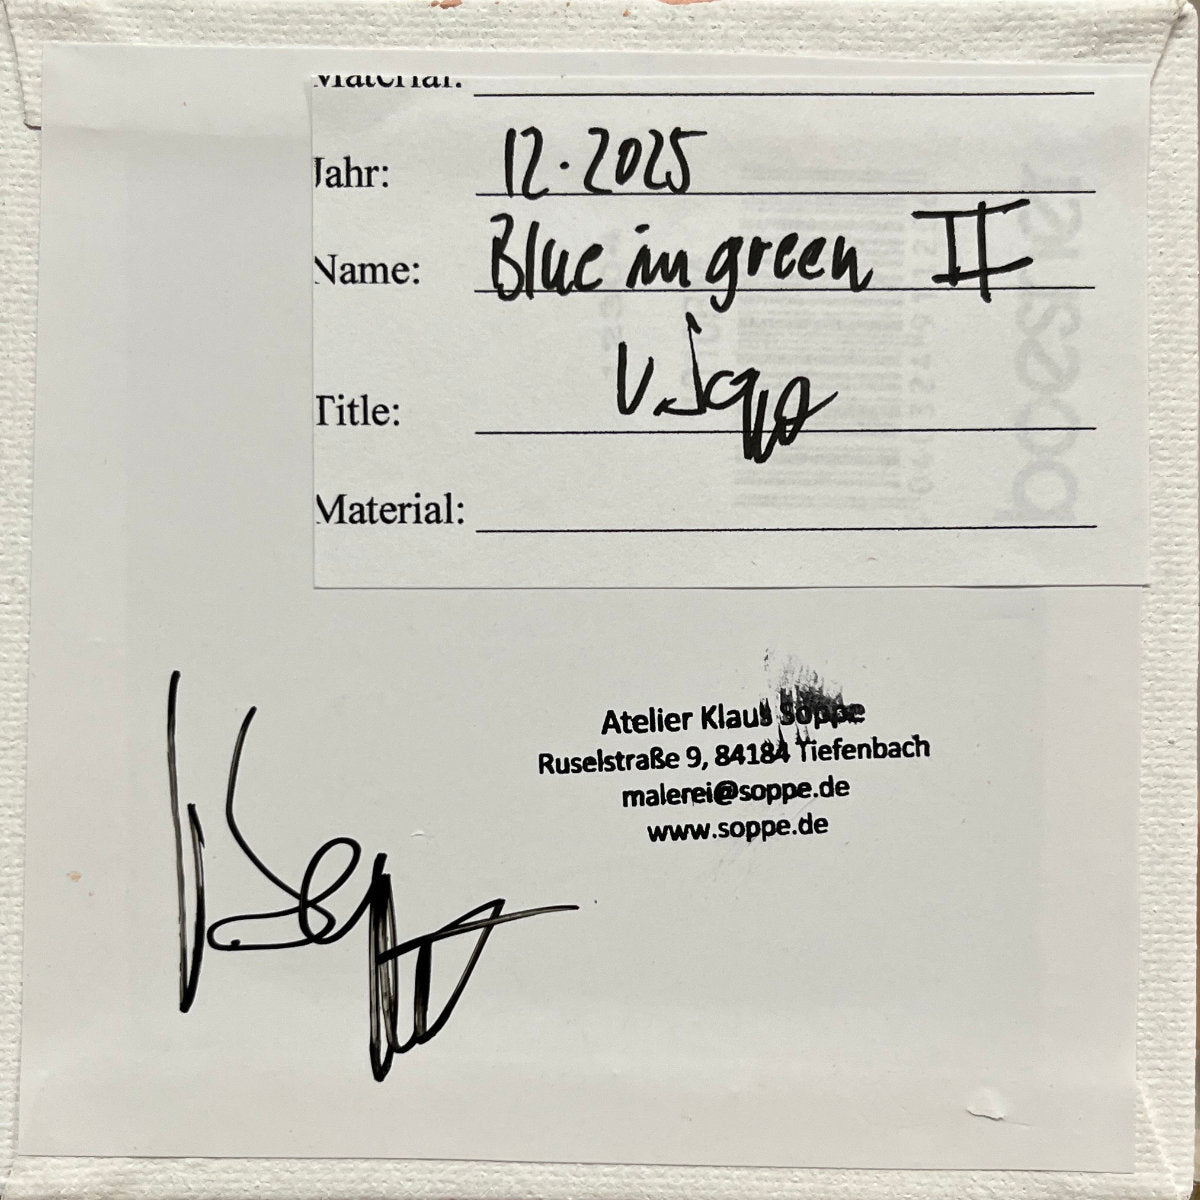 Material:
Jahr: 12.2025
Name: Blue in green II
Title:
Material:
Atelier Klaus Soppe
Ruselstraße 9, 84184 Tiefenbach
malerei@soppe.de
www.soppe.de